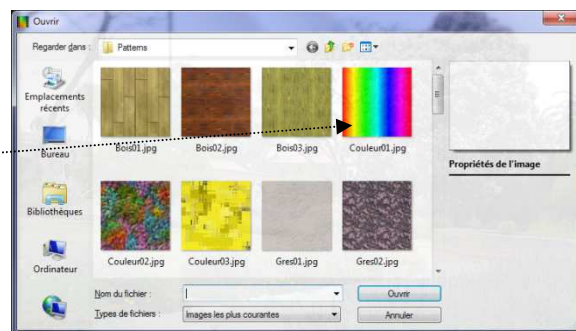 Ouvrir
Regarder dans :
Patterns
Emplacements
récents
Bureau
Bibliothèques
Ordinateur
Bois01.jpg
Bois02.jpg
Bois03.jpg
Couleur01.jpg
Couleur02.jpg
Couleur03.jpg
Gres01.jpg
Gres02.jpg
Propriétés de l'image
Nom du fichier :
Ouvrir
Types de fichiers :
Images les plus courantes
Annuler